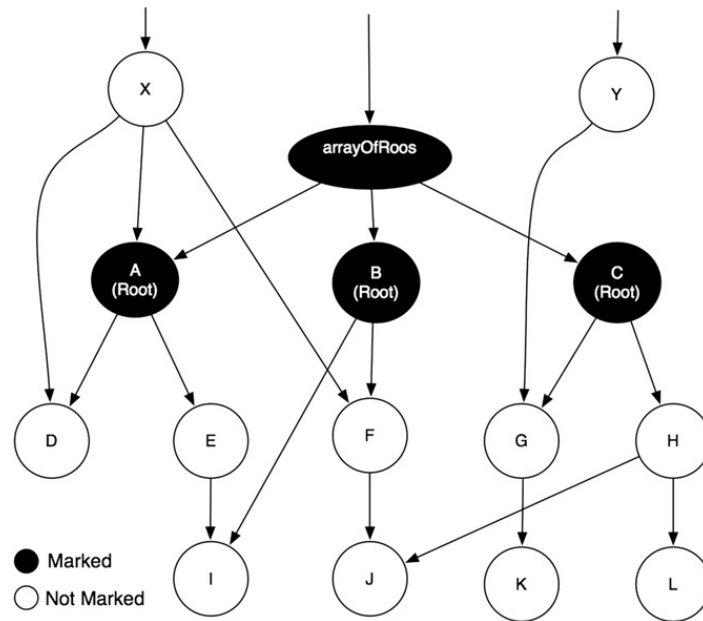 X
Y
arrayOfRoos
A
(Root)
B
(Root)
C
(Root)
D
E
F
G
H
I
J
K
L
Marked
Not Marked